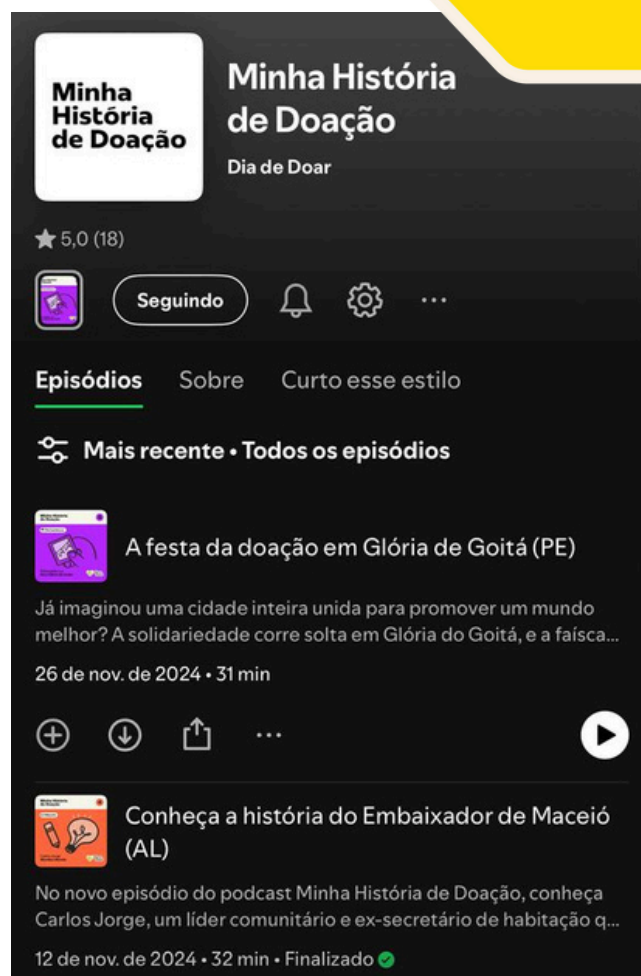 Minha
História
de Doação
Minha História
de Doação
Dia de Doar
5,0 (18)
Seguindo
Episódios Sobre Curto esse estilo
Mais recente • Todos os episódios
A festa da doação em Glória de Goitá (PE)
Já imaginou uma cidade inteira unida para promover um mundo
melhor? A solidariedade corre solta em Glória do Goitá, e a faísca...
26 de nov. de 2024 • 31 min
Conheça a história do Embaixador de Maceió
(AL)
No novo episódio do podcast Minha História de Doação, conheça
Carlos Jorge, um líder comunitário e ex-secretário de habitação q...
12 de nov. de 2024 • 32 min • Finalizado